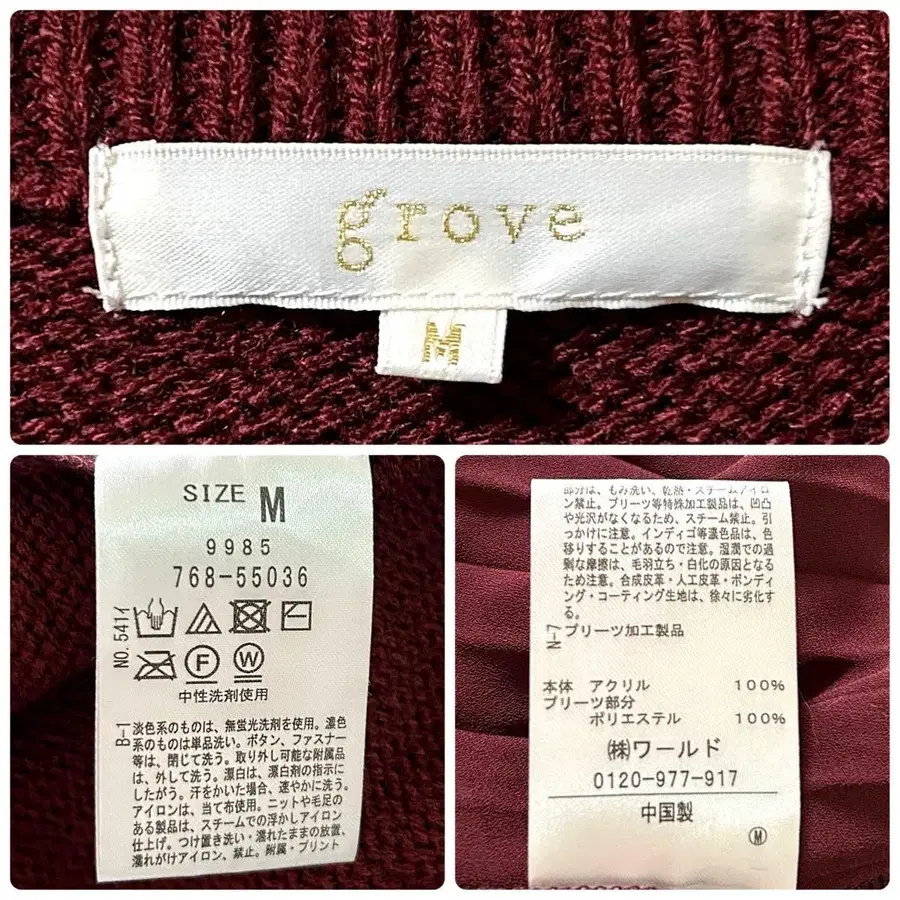 grove
M
SIZE M
9985
768-55036
NO.541イ
F
W
中性洗剤使用
B-1
淡色系のものは、無蛍光洗剤を使用。濃色
系のものは単品洗い。ボタン、ファスナー
等は、閉じて洗う。取り外し可能な附属品
は、外して洗う。漂白は、漂白剤の指示に
したがう。汗をかいた場合、速やかに洗う。
アイロンは、当て布使用。ニットや毛足の
ある製品は、スチームでの浮かしアイロン
仕上げ。つけ置き洗い・濡れたままの放置、
濡れがけアイロン、禁止。附属・プリント
部分は、もみ洗い、乾熱・スチームアイロ
ン禁止。プリーツ等特殊加工製品は、凹凸
や光沢がなくなるため、スチーム禁止。引
っかけに注意。インディゴ等濃色品は、色
移りすることがあるので注意。湿潤での過
剰な摩擦は、毛羽立ち・白化の原因となる
ため注意。合成皮革・人工皮革・ボンディ
ング・コーティング生地は、徐々に劣化す
る。
N-7 プリーツ加工製品
本体 アクリル 100%
プリーツ部分
ポリエステル 100%
㈱ワールド
0120-977-917
中国製
Ⓜ